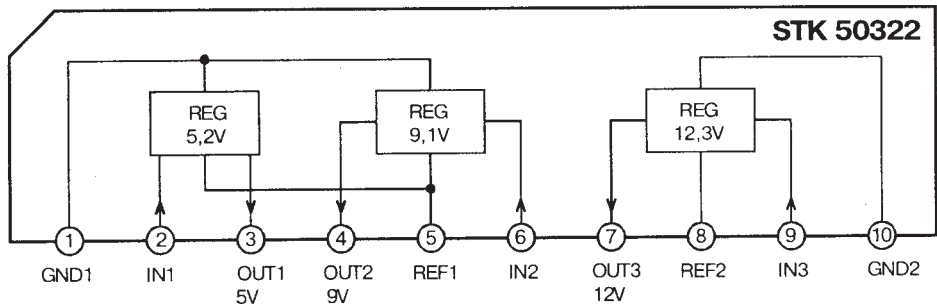 STK 50322
REG
5,2V
REG
9,1V
REG
12,3V
1 2 3 4 5 6 7 8 9 10
GND1 IN1 OUT1 OUT2 REF1 IN2 OUT3 REF2 IN3 GND2
5V 9V 12V